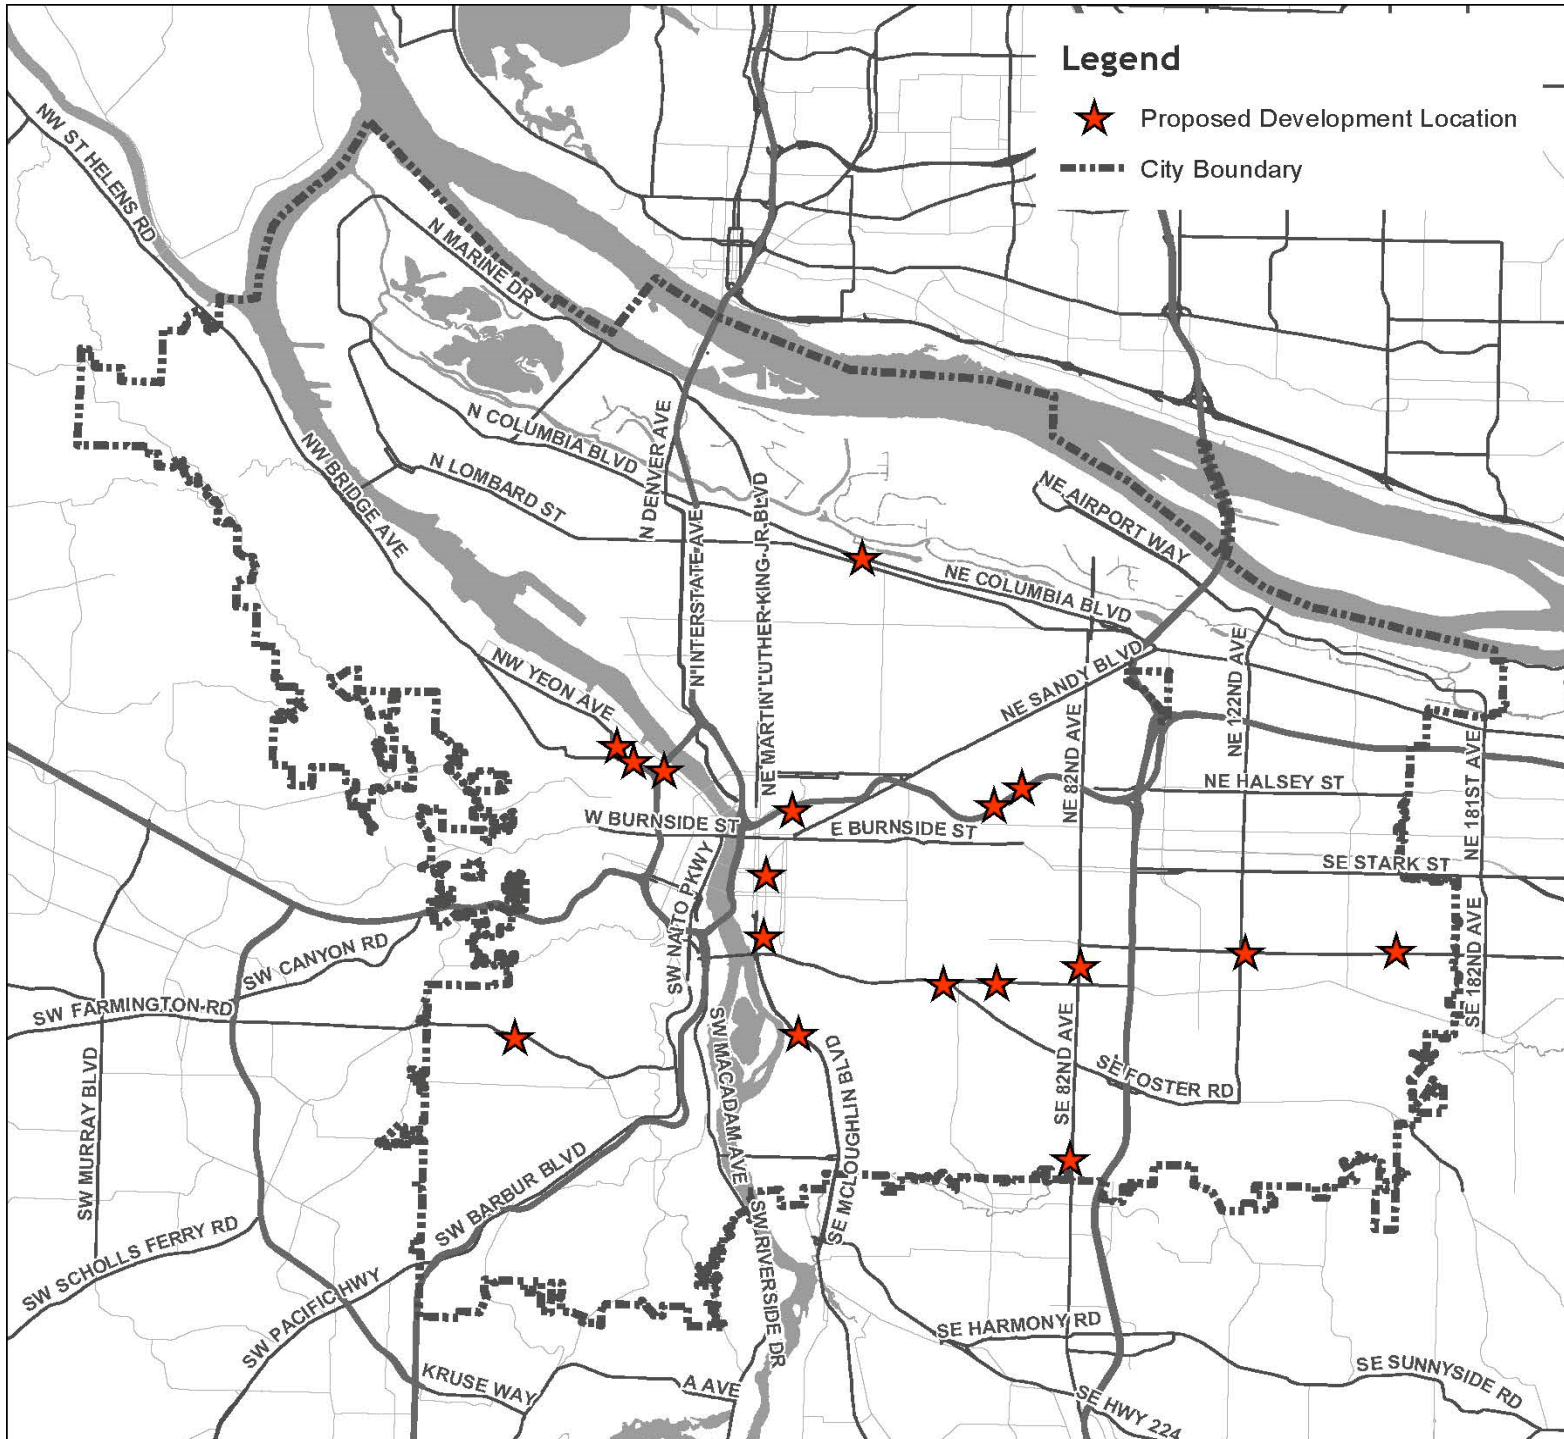 Legend
Proposed Development Location
City Boundary
NW ST HELENS RD
N MARINE DR
N COLUMBIA BLVD
N LOMBARD ST
N DENVER AVE
NW BRIDGE AVE
N INTERSTATE AVE
NE MARTIN LUTHER KING JR BLVD
NE AIRPORT WAY
NE COLUMBIA BLVD
NW YEON AVE
NE SANDY BLVD
NE 122ND AVE
NE 82ND AVE
NE HALSEY ST
NE 181ST AVE
W BURNSIDE ST
E BURNSIDE ST
SE STARK ST
SW NAITO PKWY
SW CANYON RD
SW FARMINGTON RD
SE 182ND AVE
SW MURRAY BLVD
SW MACADAM AVE
SE MCLOUGHLIN BLVD
SE 82ND AVE
SE FOSTER RD
SW BARBUR BLVD
SW SCHOLLS FERRY RD
SW PACIFIC HWY
SW RIVERSIDE DR
KRUSE WAY
A AVE
SE HARMONY RD
SE SUNNYSIDE RD
SE HWY 224